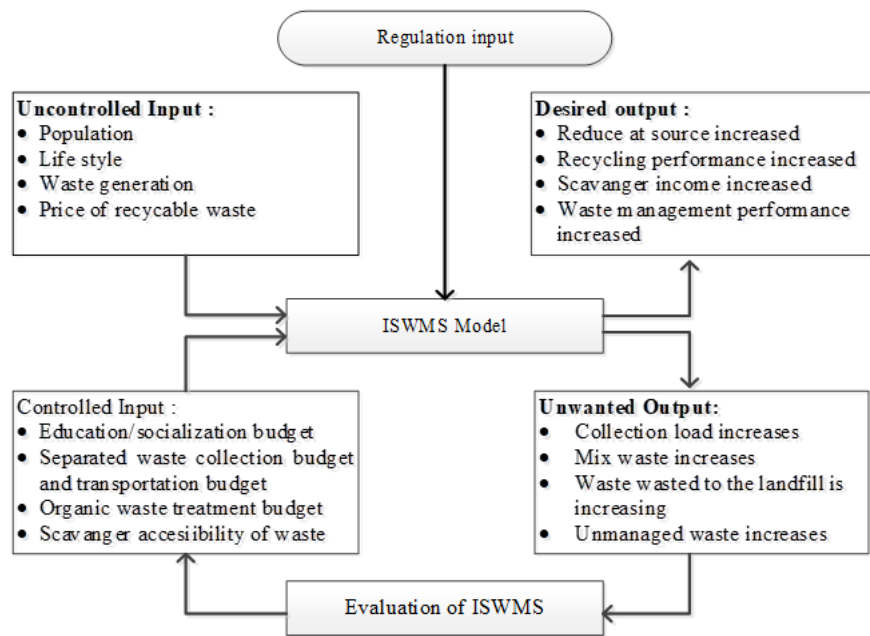 Regulation input
Uncontrolled Input :
• Population
• Life style
• Waste generation
• Price of recycable waste
Desired output :
• Reduce at source increased
• Recycling performance increased
• Scavanger income increased
• Waste management performance
increased
ISWMS Model
Controlled Input :
• Education/socialization budget
• Separated waste collection budget
and transportation budget
• Organic waste treatment budget
• Scavanger accesiibility of waste
Unwanted Output:
• Collection load increases
• Mix waste increases
• Waste wasted to the landfill is
increasing
• Unmanaged waste increases
Evaluation of ISWMS